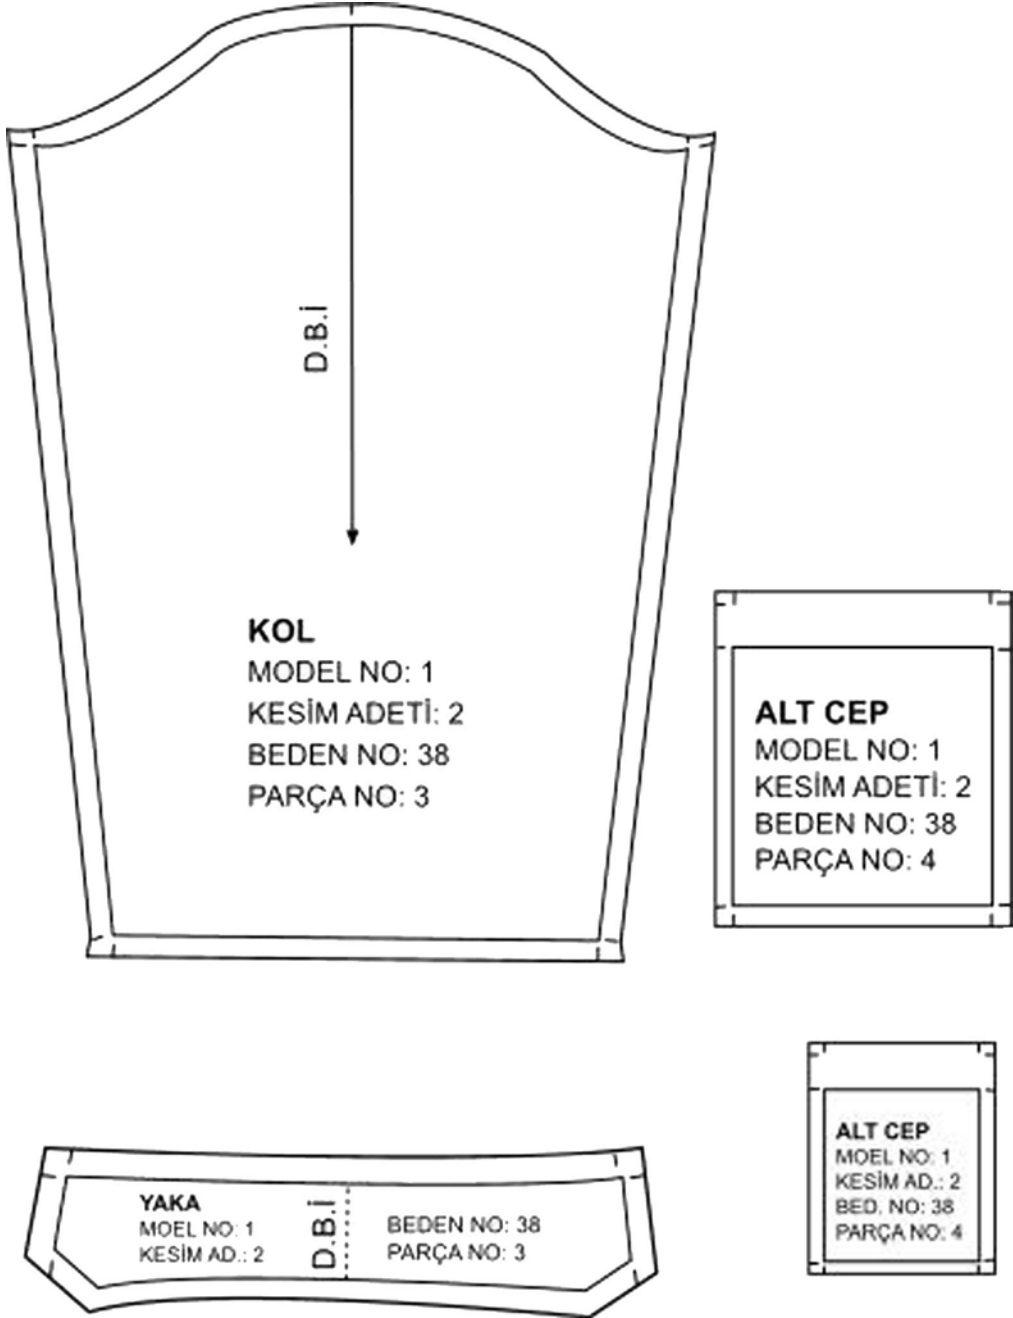 D.B.İ
KOL
MODEL NO: 1
KESİM ADETİ: 2
BEDEN NO: 38
PARÇA NO: 3
ALT CEP
MODEL NO: 1
KESİM ADETİ: 2
BEDEN NO: 38
PARÇA NO: 4
YAKA
MOEL NO: 1
KESİM AD.: 2
D.B.İ
BEDEN NO: 38
PARÇA NO: 3
ALT CEP
MOEL NO: 1
KESİM AD.: 2
BED. NO: 38
PARÇA NO: 4